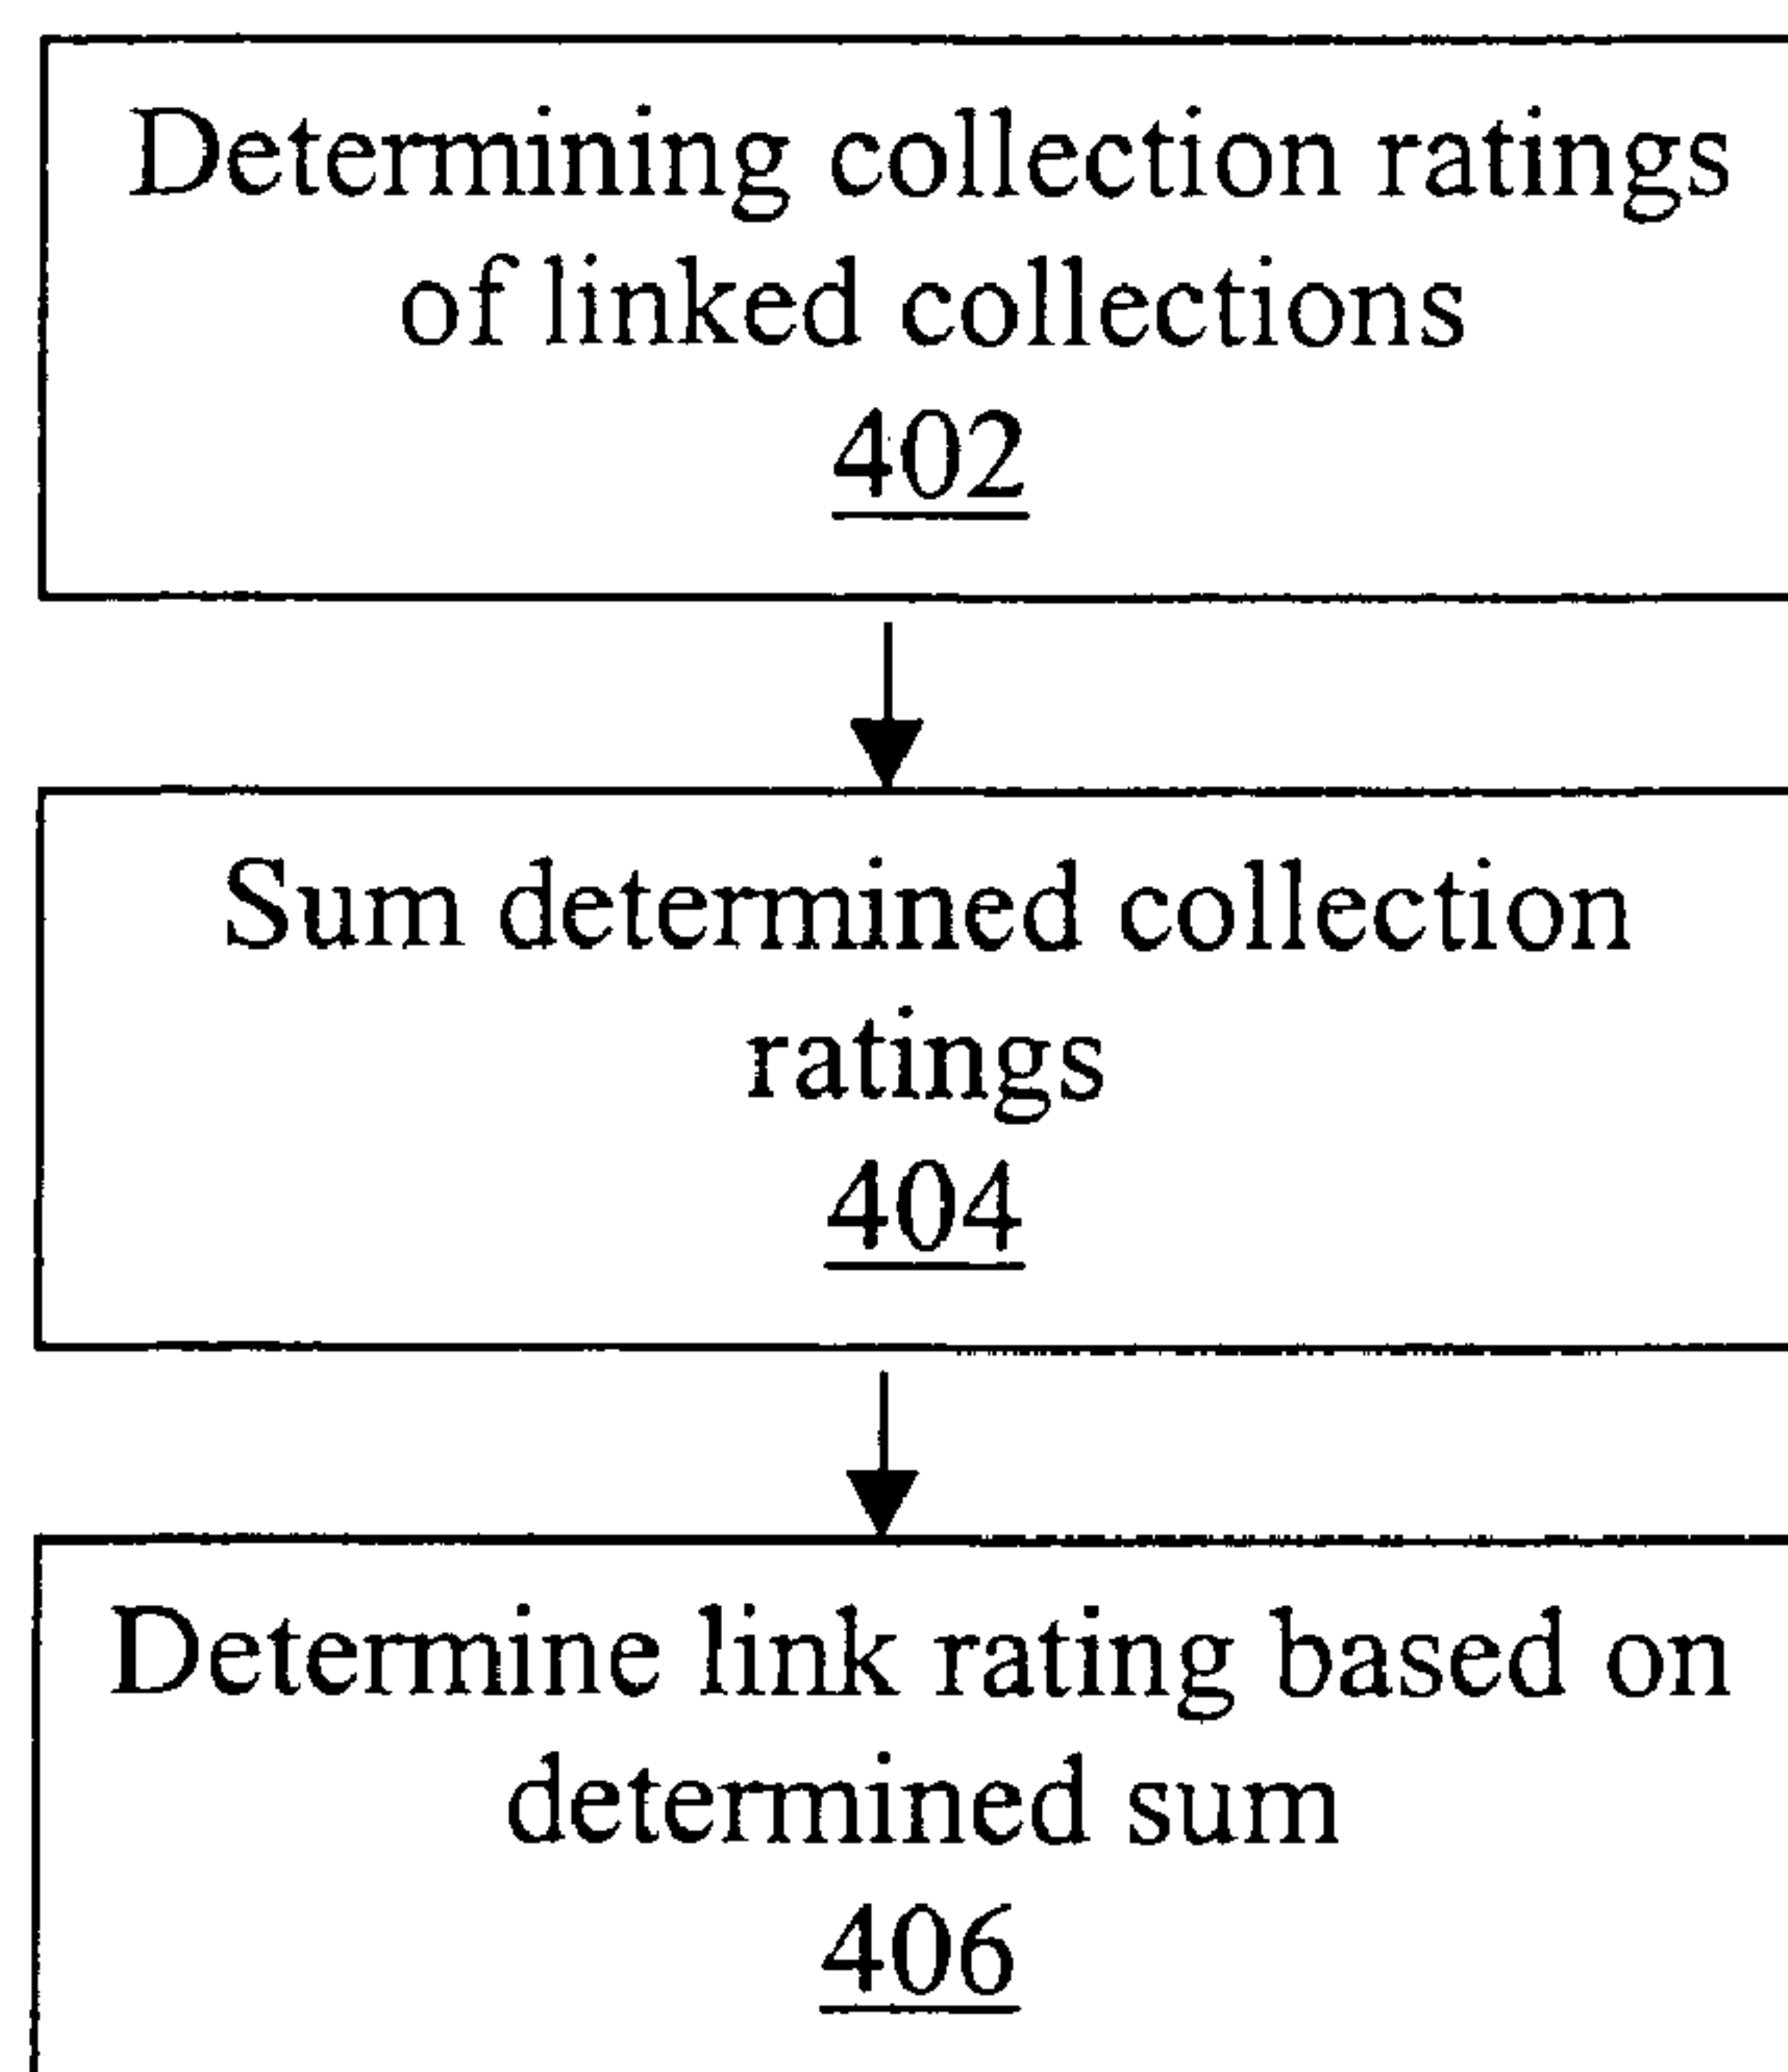 Determining collection ratings
of linked collections
402
Sum determined collection
ratings
404
Determine link rating based on
determined sum
406